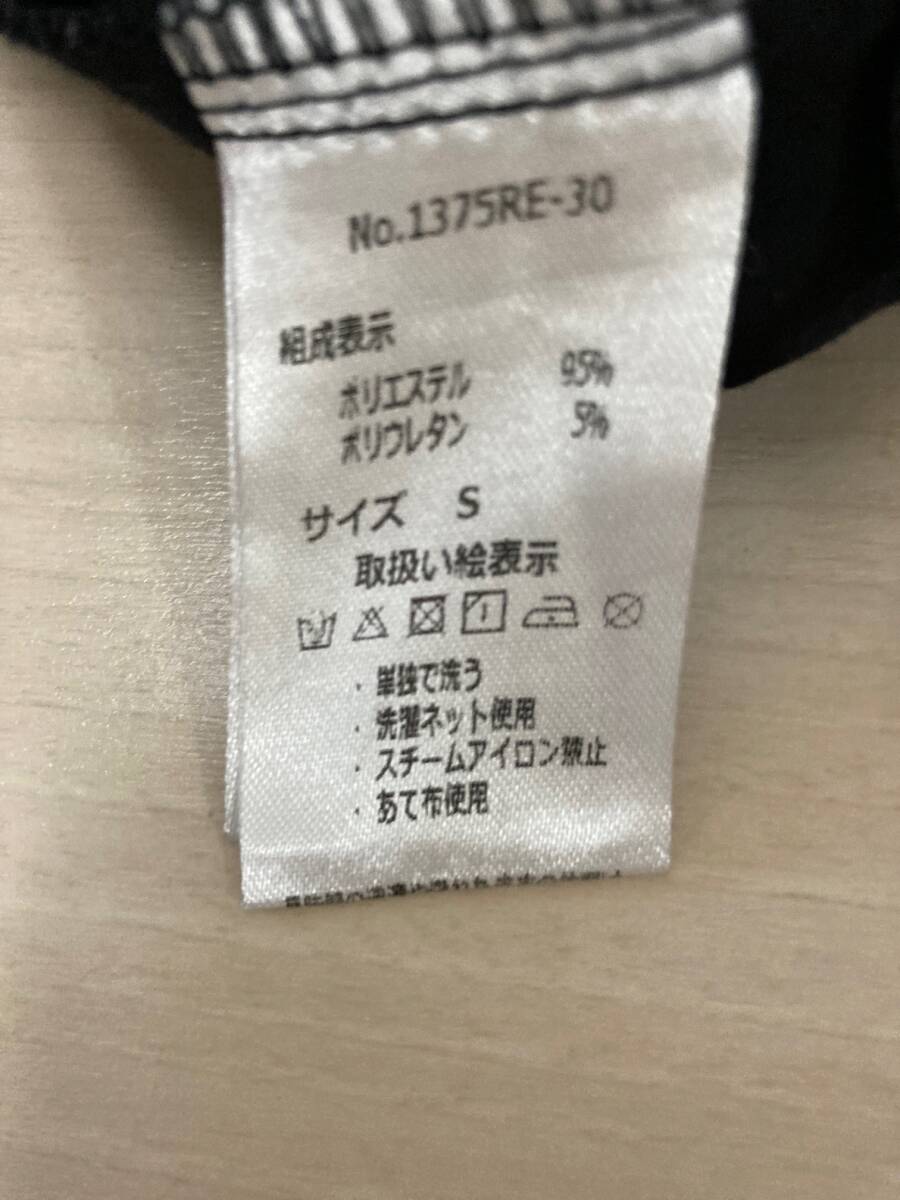 No.1375RE-30
組成表示
ポリエステル 95%
ポリウレタン 5%
サイズ S
取扱い絵表示
・単独で洗う
・洗濯ネット使用
・スチームアイロン禁止
・あて布使用